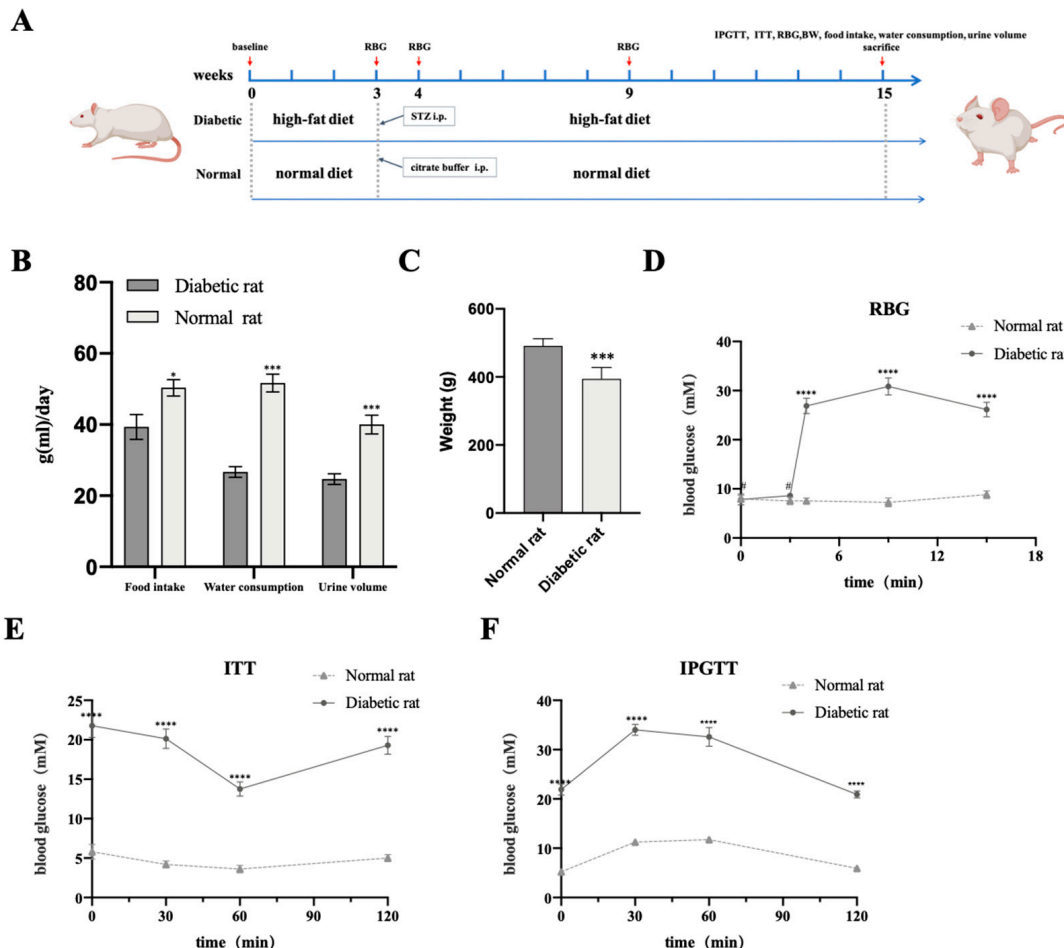 A
IPGTT, ITT, RBG,BW, food intake, water consumption, urine volume
sacrifice
baseline
RBG
RBG
RBG
weeks
0
3
4
9
15
Diabetic
high-fat diet
STZ i.p.
high-fat diet
Normal
normal diet
citrate buffer i.p.
normal diet
B
g(ml)/day
80
60
40
20
0
Diabetic rat
Normal rat
*
***
***
Food intake
Water consumption
Urine volume
C
Weight (g)
600
400
200
0
***
Normal rat
Diabetic rat
D
RBG
Normal rat
Diabetic ra
blood glucose（mM）
40
30
20
10
0
#
#
****
****
****
0
6
12
18
time（min）
E
ITT
Normal rat
Diabetic rat
blood glucose（mM）
25
20
15
10
5
0
****
****
****
****
0
30
60
90
120
time（min）
F
IPGTT
Normal rat
Diabetic rat
blood glucose（mM）
40
30
20
10
0
****
****
****
****
0
30
60
90
120
time（min）